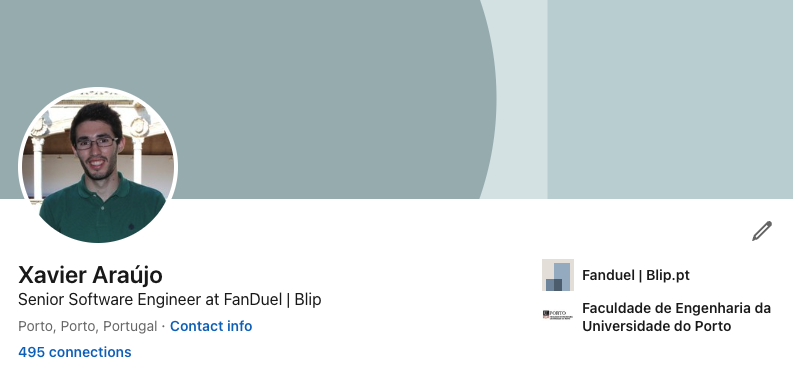 Xavier Araújo
Senior Software Engineer at FanDuel | Blip
Porto, Porto, Portugal · Contact info
495 connections
Fanduel | Blip.pt
PORTO
Faculdade de Engenharia da
Universidade do Porto